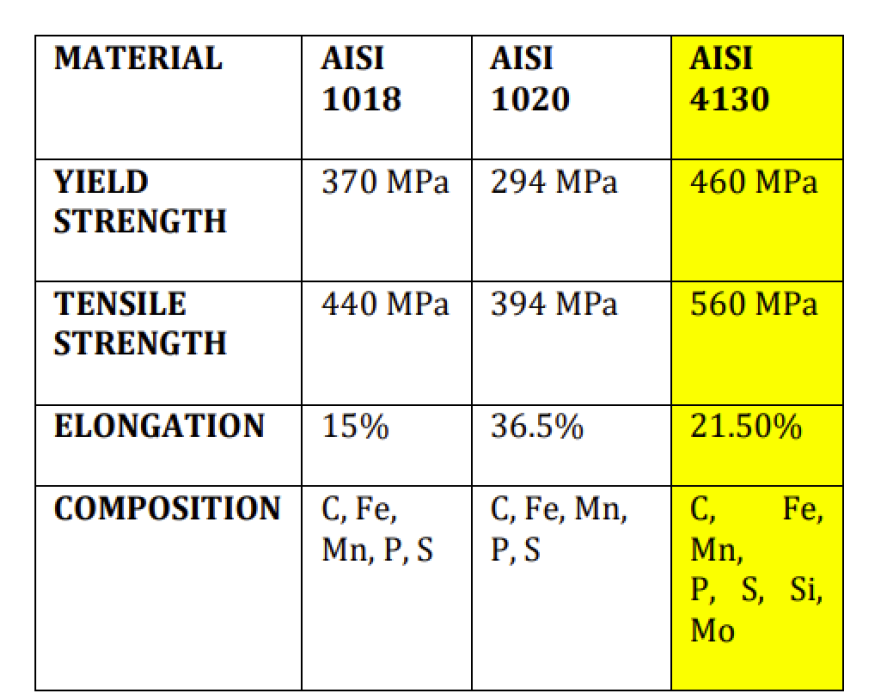 MATERIAL AISI 1018 AISI 1020 AISI 4130
YIELD STRENGTH 370 MPa 294 MPa 460 MPa
TENSILE STRENGTH 440 MPa 394 MPa 560 MPa
ELONGATION 15% 36.5% 21.50%
COMPOSITION C, Fe, Mn, P, S C, Fe, Mn, P, S C, Fe, Mn, P, S, Si, Mo